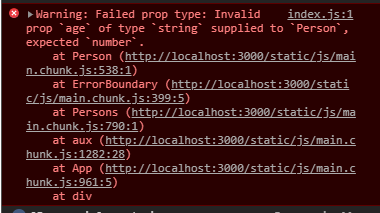 Warning: Failed prop type: Invalid index.js:1
prop `age` of type `string` supplied to `Person`,
expected `number`.
at Person (http://localhost:3000/static/js/mai
n.chunk.js:538:1)
at ErrorBoundary (http://localhost:3000/stati
c/js/main.chunk.js:399:5)
at Persons (http://localhost:3000/static/js/ma
in.chunk.js:790:1)
at aux (http://localhost:3000/static/js/main.c
hunk.js:1282:28)
at App (http://localhost:3000/static/js/main.c
hunk.js:961:5)
at div